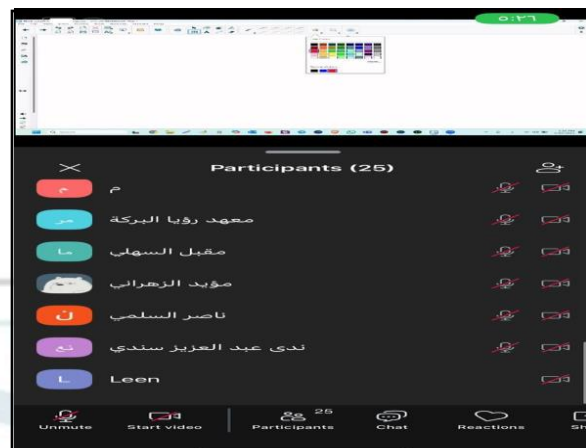 ٥:٢٦
Participants (25)
م
م
مر
معهد رؤيا البركة
ما
مقبل السهلي
مؤيد الزهراني
ن
ناصر السلمي
نع
ندى عبد العزيز سندي
L
Leen
25
Unmute
Start video
Participants
Chat
Reactions